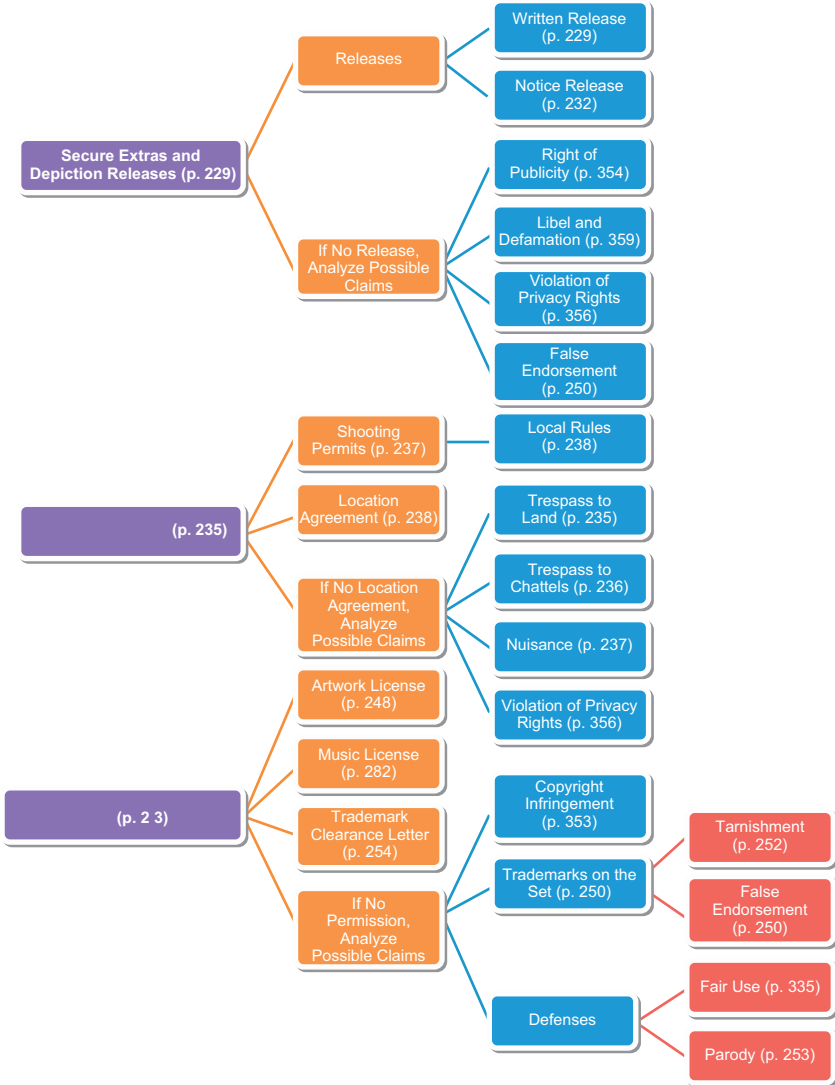 Secure Extras and
Depiction Releases (p. 229)
Releases
Written Release
(p. 229)
Notice Release
(p. 232)
If No Release,
Analyze Possible
Claims
Right of
Publicity (p. 354)
Libel and
Defamation (p. 359)
Violation of
Privacy Rights
(p. 356)
False
Endorsement
(p. 250)
(p. 235)
Shooting
Permits (p. 237)
Local Rules
(p. 238)
Location
Agreement (p. 238)
If No Location
Agreement,
Analyze
Possible Claims
Trespass to
Land (p. 235)
Trespass to
Chattels (p. 236)
Nuisance (p. 237)
Violation of Privacy
Rights (p. 356)
(p. 2 3)
Artwork License
(p. 248)
Music License
(p. 282)
Trademark
Clearance Letter
(p. 254)
If No
Permission,
Analyze
Possible Claims
Copyright
Infringement
(p. 353)
Trademarks on the
Set (p. 250)
Tarnishment
(p. 252)
False
Endorsement
(p. 250)
Defenses
Fair Use (p. 335)
Parody (p. 253)